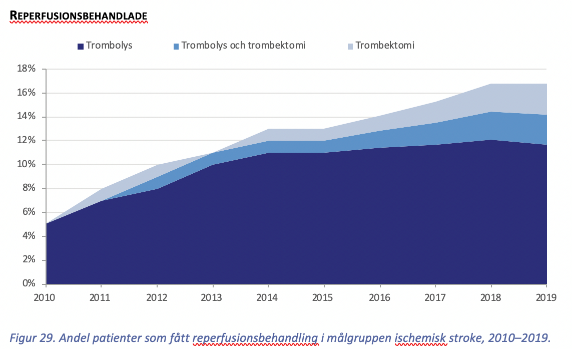 REPERFUSIONSBEHANDLADE
Trombolys Trombolys och trombektomi Trombektomi
18%
16%
14%
12%
10%
8%
6%
4%
2%
0%
2010 2011 2012 2013 2014 2015 2016 2017 2018 2019
Figur 29. Andel patienter som fått reperfusionsbehandling i målgruppen ischemisk stroke, 2010–2019.